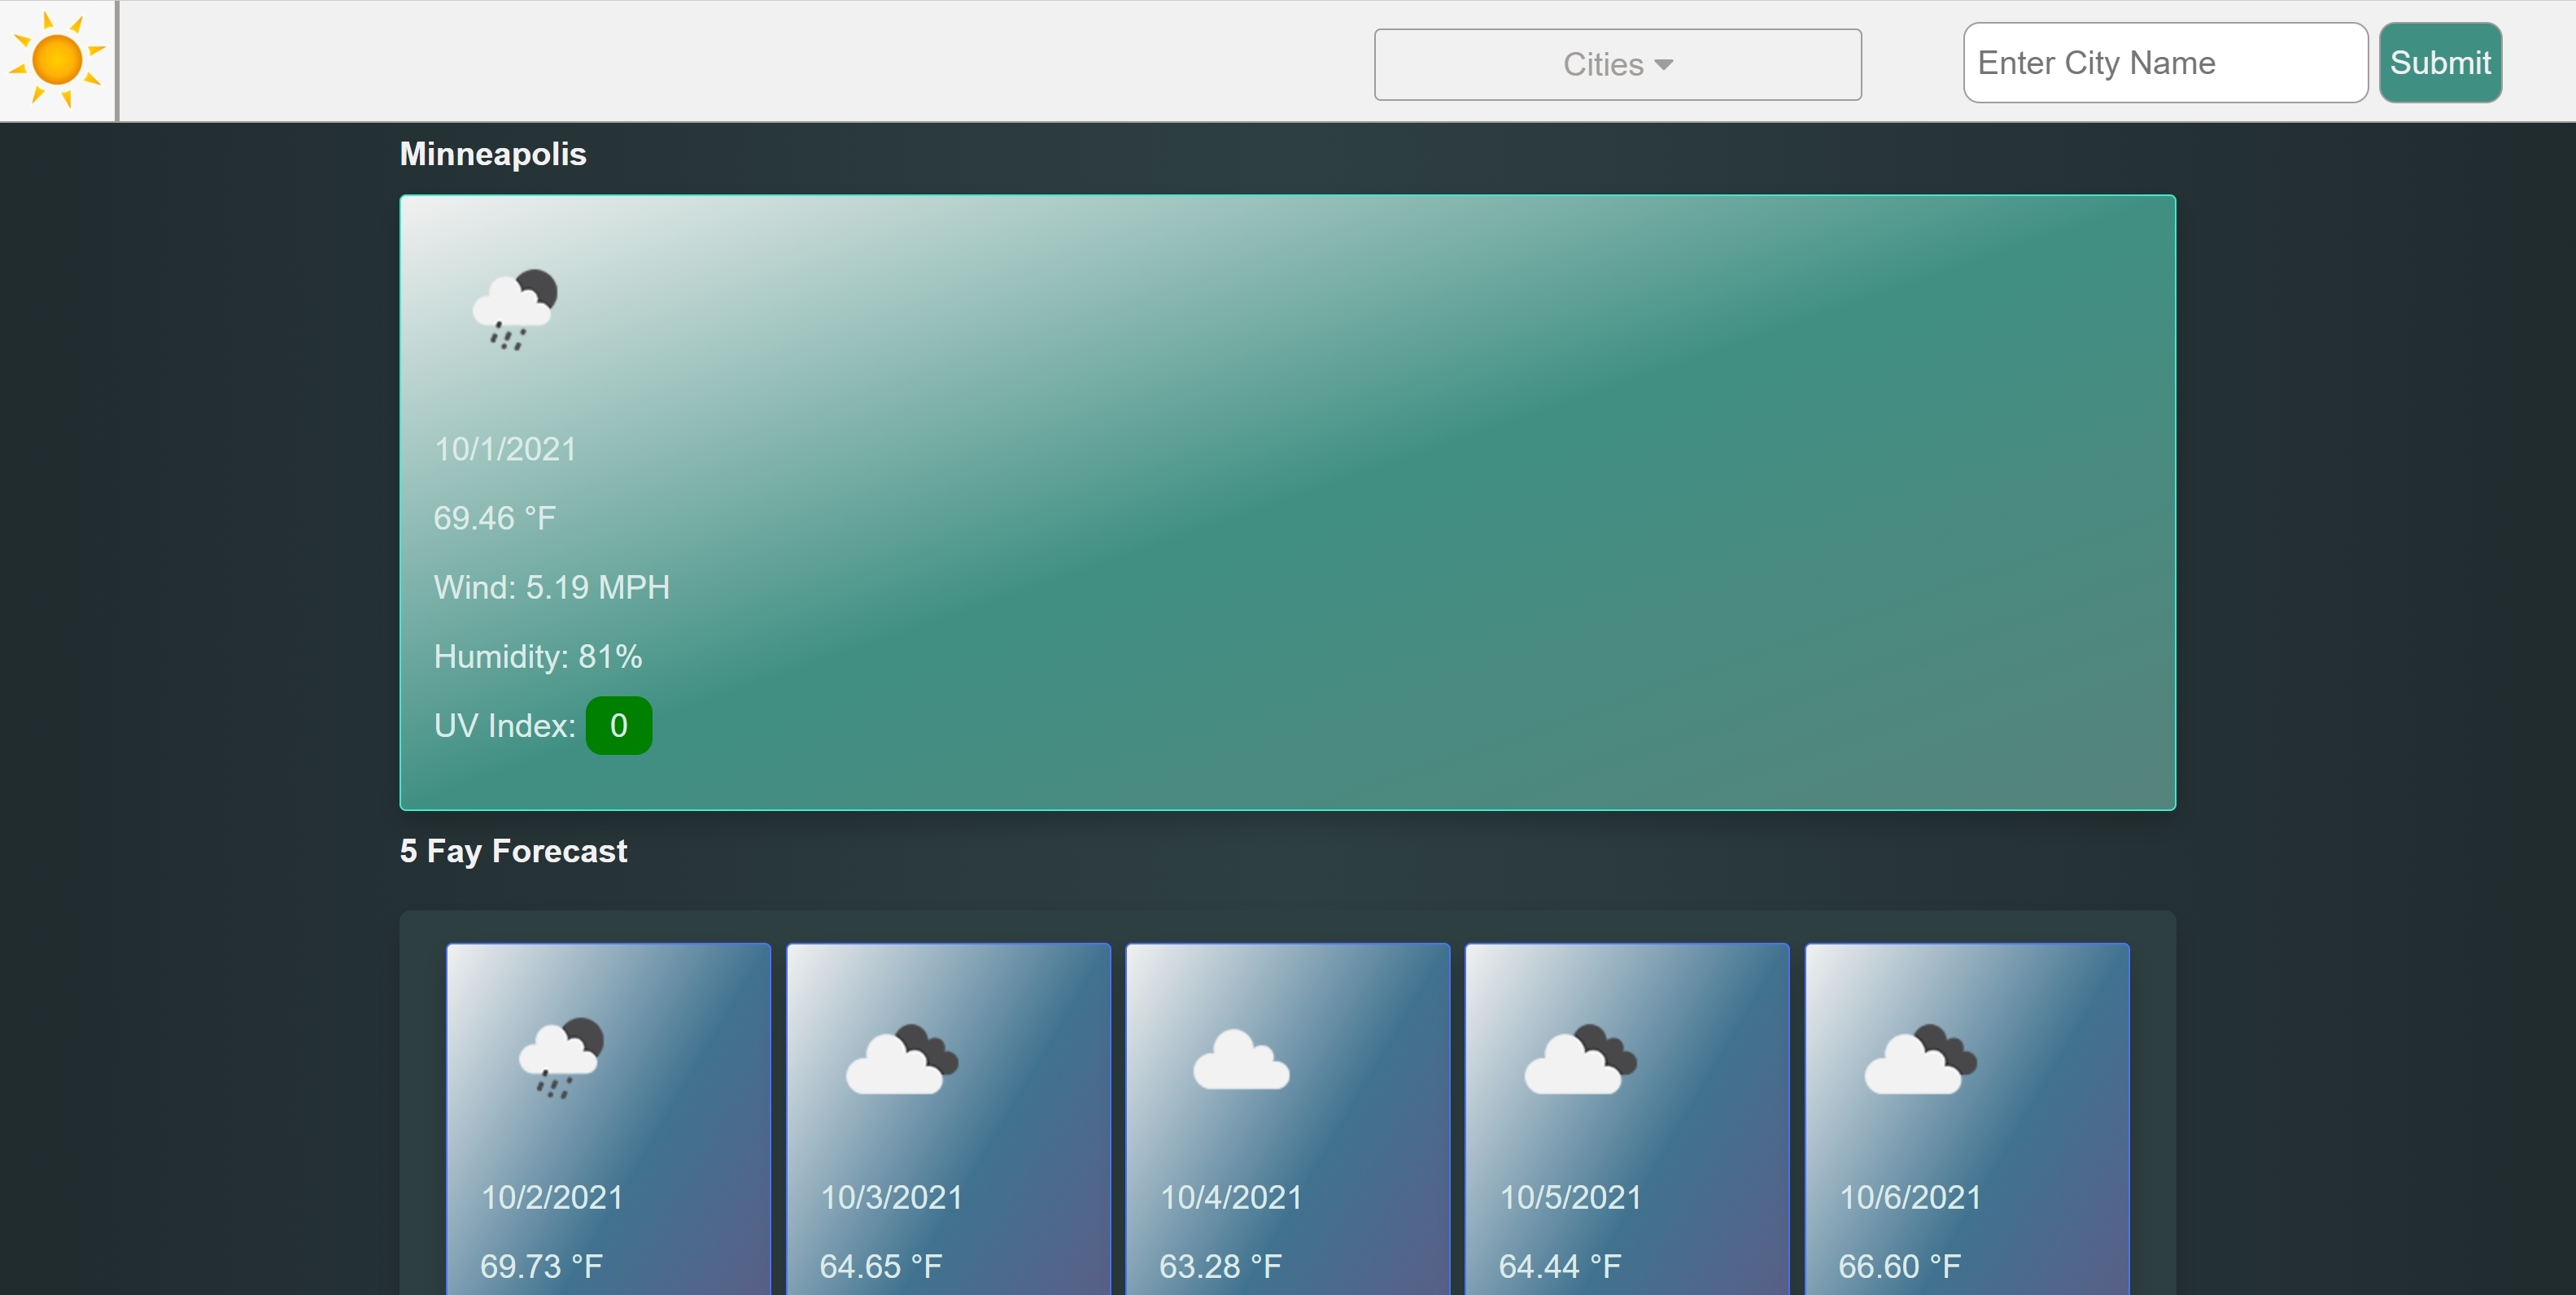 Cities
Enter City Name
Submit
Minneapolis
10/1/2021
69.46 °F
Wind: 5.19 MPH
Humidity: 81%
UV Index: 0
5 Fay Forecast
10/2/2021
69.73 °F
10/3/2021
64.65 °F
10/4/2021
63.28 °F
10/5/2021
64.44 °F
10/6/2021
66.60 °F